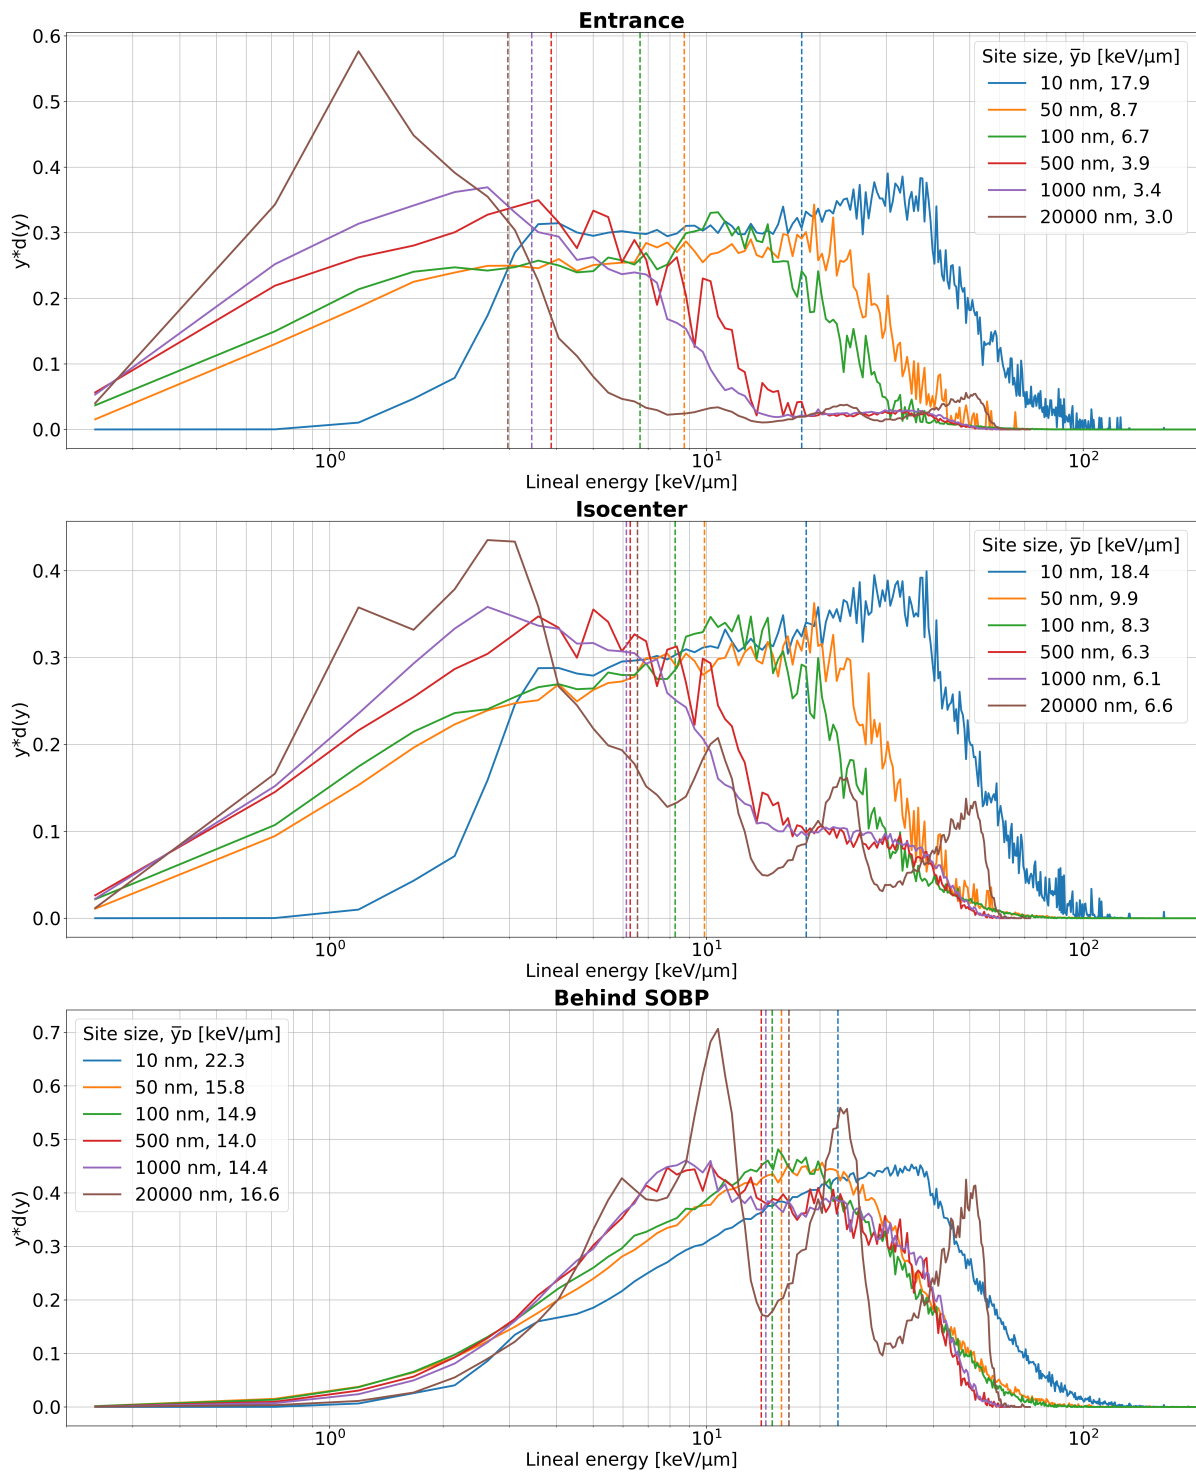 Entrance
0.6
0.5
0.4
0.3
0.2
0.1
0.0
y*d(y)
Site size, y̅ᴅ [keV/μm]
10 nm, 17.9
50 nm, 8.7
100 nm, 6.7
500 nm, 3.9
1000 nm, 3.4
20000 nm, 3.0
10⁰
10¹
10²
Lineal energy [keV/μm]
Isocenter
0.4
0.3
0.2
0.1
0.0
y*d(y)
Site size, y̅ᴅ [keV/μm]
10 nm, 18.4
50 nm, 9.9
100 nm, 8.3
500 nm, 6.3
1000 nm, 6.1
20000 nm, 6.6
10⁰
10¹
10²
Lineal energy [keV/μm]
Behind SOBP
0.7
0.6
0.5
0.4
0.3
0.2
0.1
0.0
y*d(y)
Site size, y̅ᴅ [keV/μm]
10 nm, 22.3
50 nm, 15.8
100 nm, 14.9
500 nm, 14.0
1000 nm, 14.4
20000 nm, 16.6
10⁰
10¹
10²
Lineal energy [keV/μm]